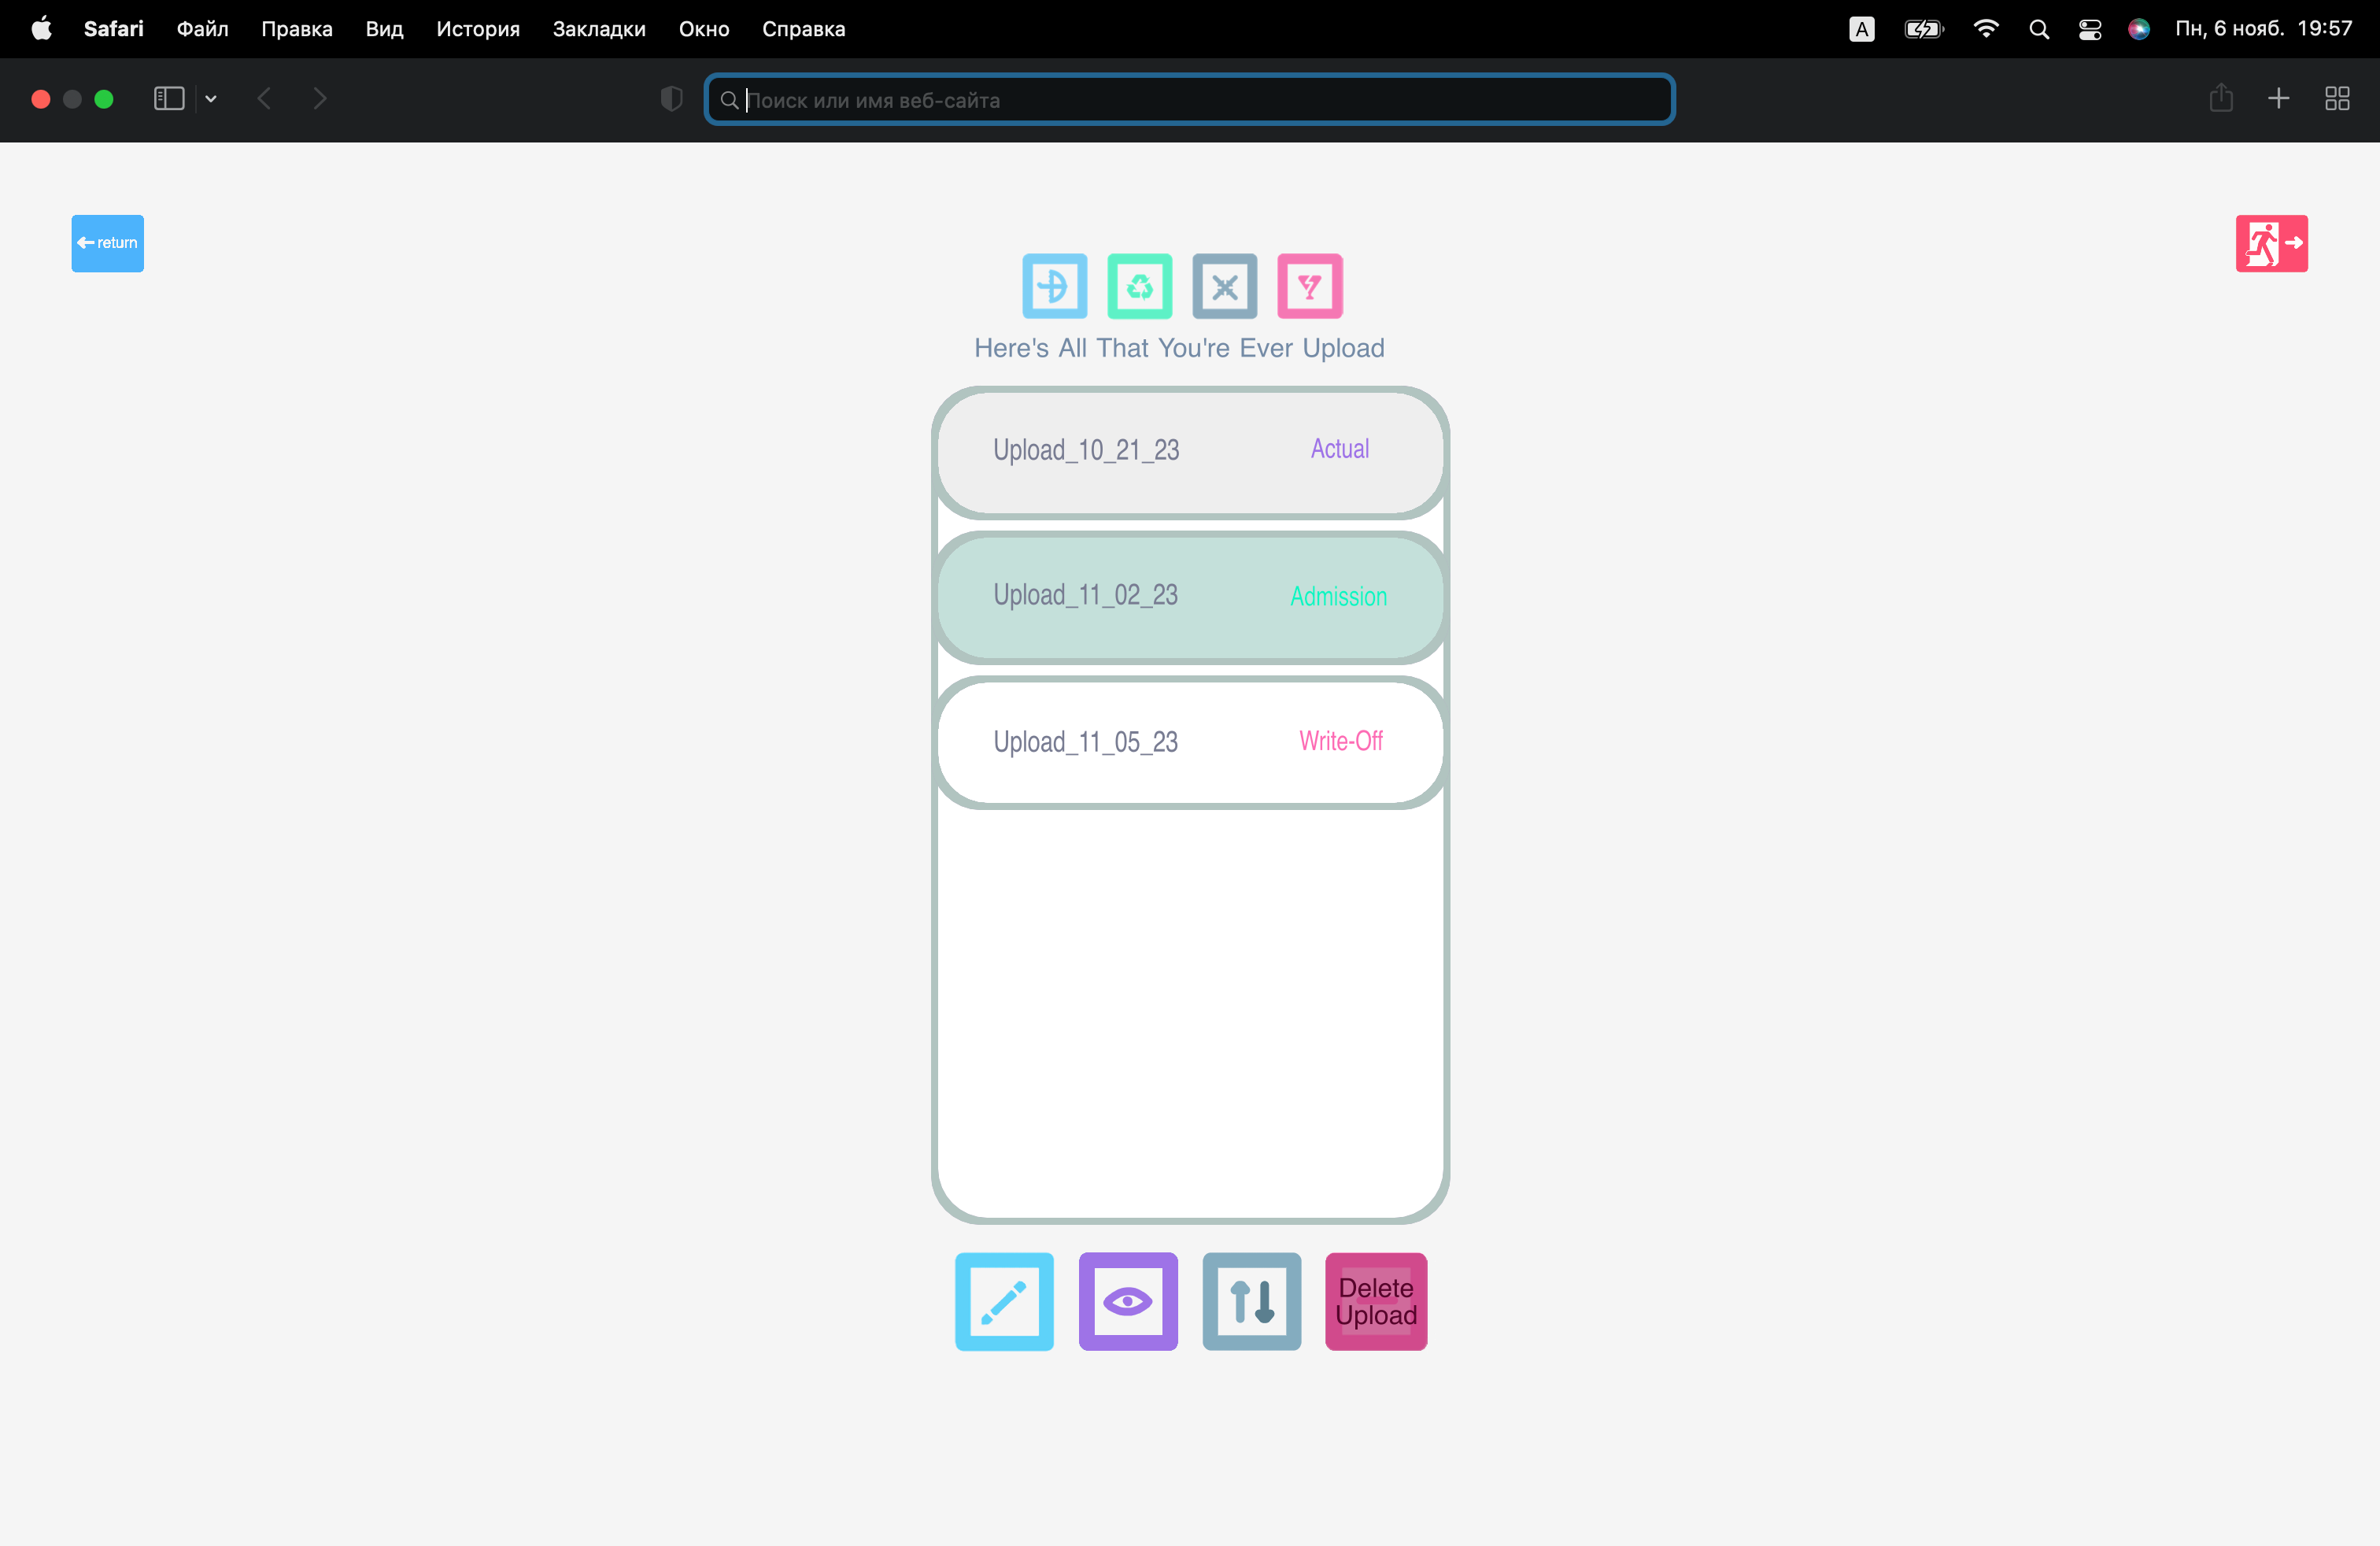 Safari Файл Правка Вид История Закладки Окно Справка A Пн, 6 нояб. 19:57
Поиск или имя веб-сайта
return
Here's All That You're Ever Upload
Upload_10_21_23 Actual
Upload_11_02_23 Admission
Upload_11_05_23 Write-Off
Delete
Upload